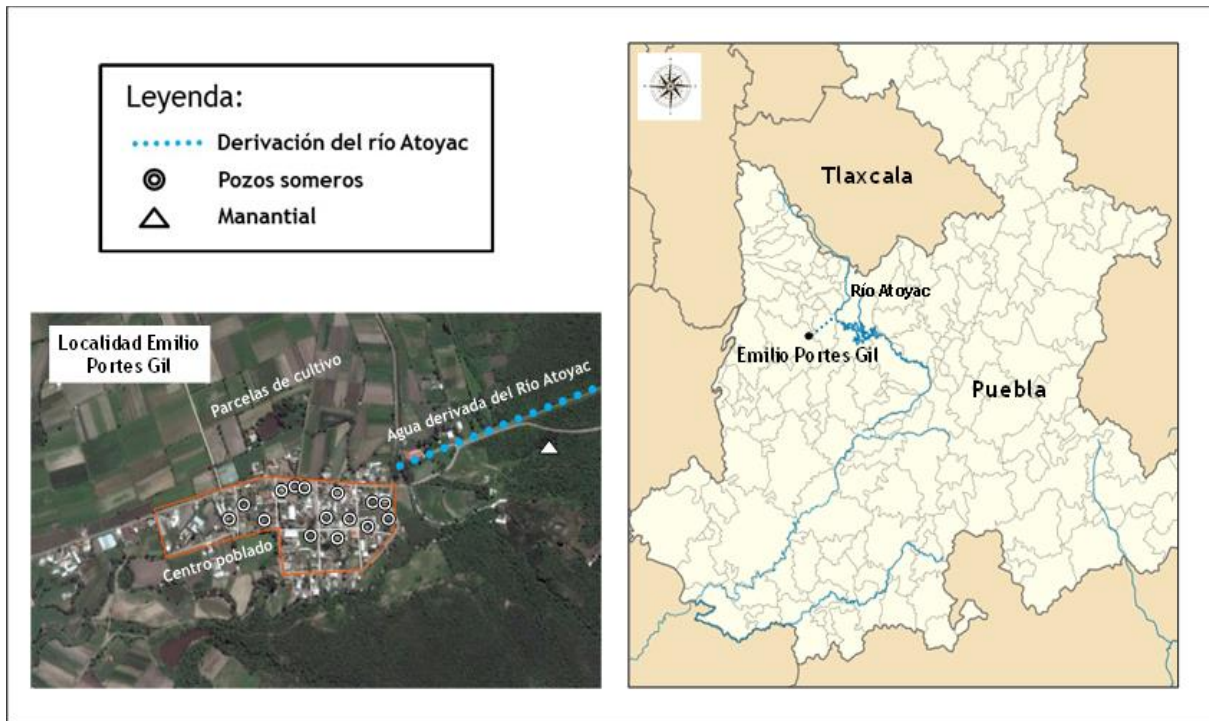 Leyenda:
Derivación del río Atoyac
Pozos someros
Manantial
Localidad Emilio
Portes Gil
Parcelas de cultivo
Agua derivada del Río Atoyac
Centro poblado
Tlaxcala
Río Atoyac
Emilio Portes Gil
Puebla